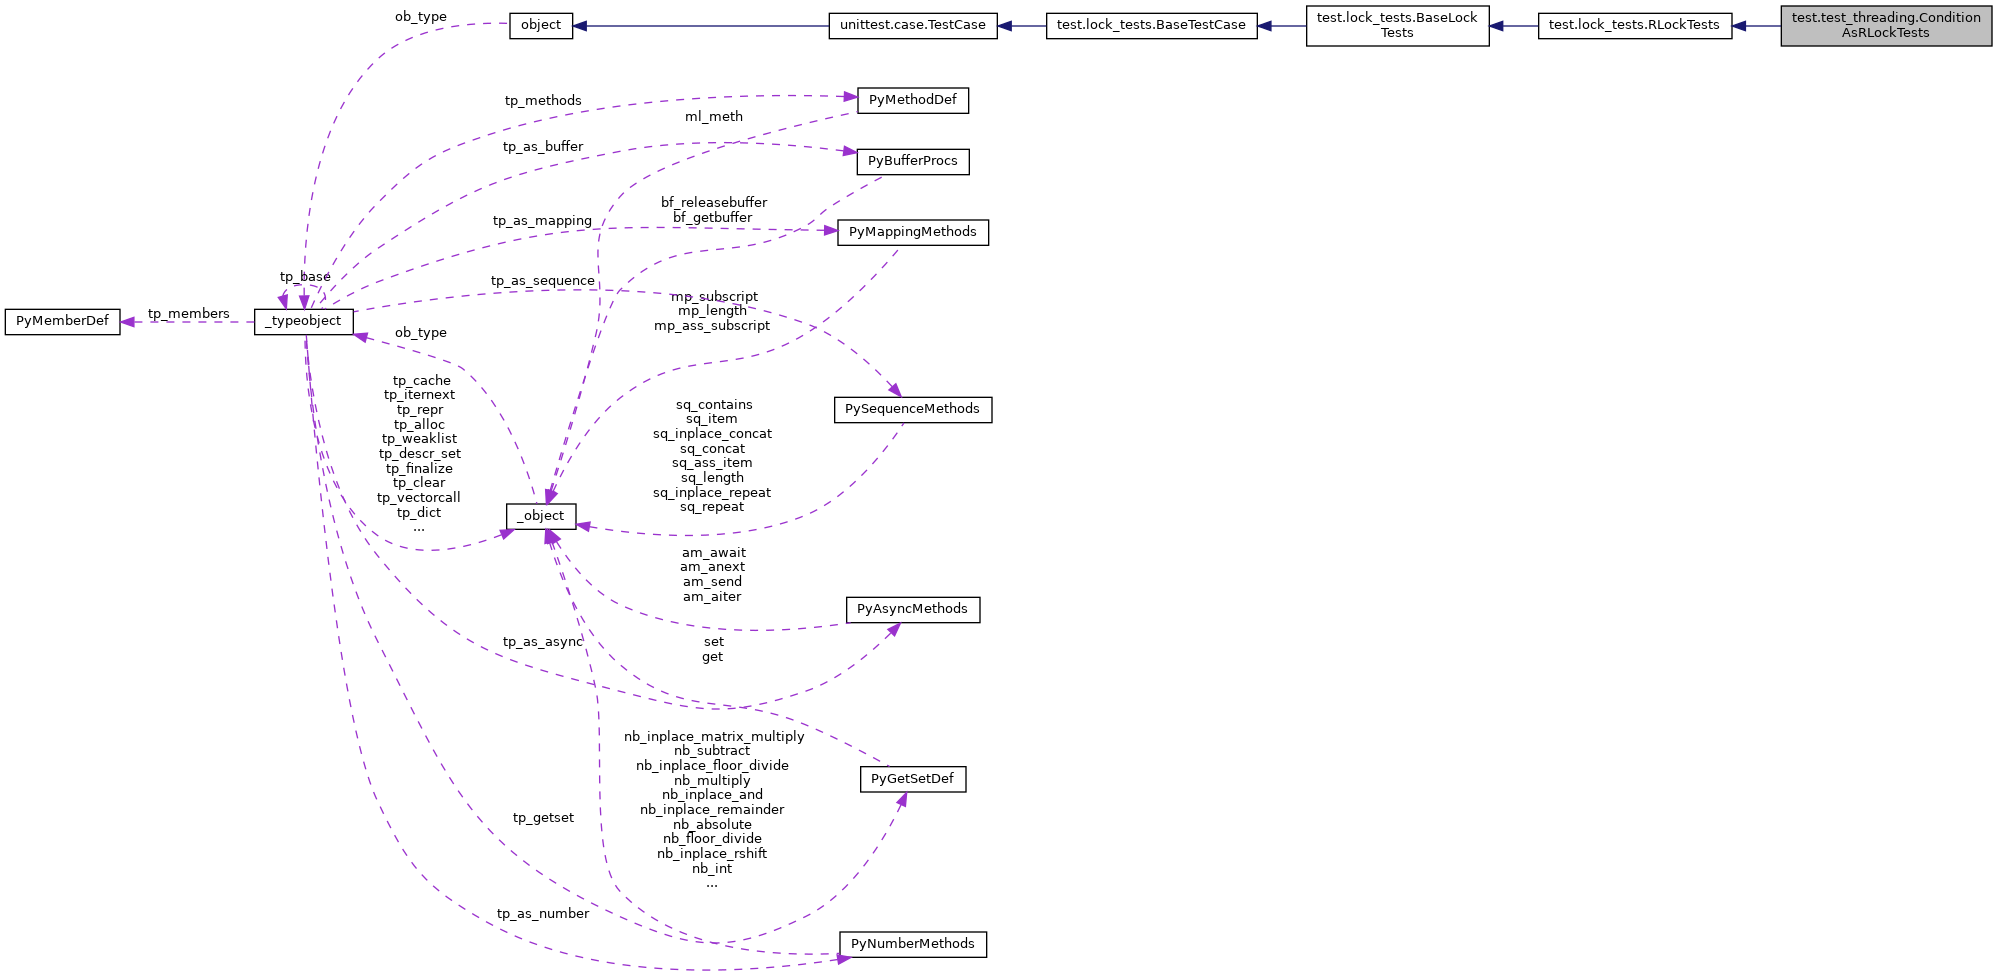 ob_type
object
unittest.case.TestCase
test.lock_tests.BaseTestCase
test.lock_tests.BaseLock
Tests
test.lock_tests.RLockTests
test.test_threading.Condition
AsRLockTests
tp_methods
PyMethodDef
ml_meth
tp_as_buffer
PyBufferProcs
bf_releasebuffer
bf_getbuffer
tp_as_mapping
PyMappingMethods
tp_base
tp_as_sequence
mp_subscript
mp_length
mp_ass_subscript
PyMemberDef
tp_members
_typeobject
ob_type
tp_cache
tp_iternext
tp_repr
tp_alloc
tp_weaklist
tp_descr_set
tp_finalize
tp_clear
tp_vectorcall
tp_dict
...
sq_contains
sq_item
sq_inplace_concat
sq_concat
sq_ass_item
sq_length
sq_inplace_repeat
sq_repeat
PySequenceMethods
_object
am_await
am_anext
am_send
am_aiter
PyAsyncMethods
tp_as_async
set
get
nb_inplace_matrix_multiply
nb_subtract
nb_inplace_floor_divide
nb_multiply
nb_inplace_and
nb_inplace_remainder
nb_absolute
nb_floor_divide
nb_inplace_rshift
nb_int
...
PyGetSetDef
tp_getset
tp_as_number
PyNumberMethods